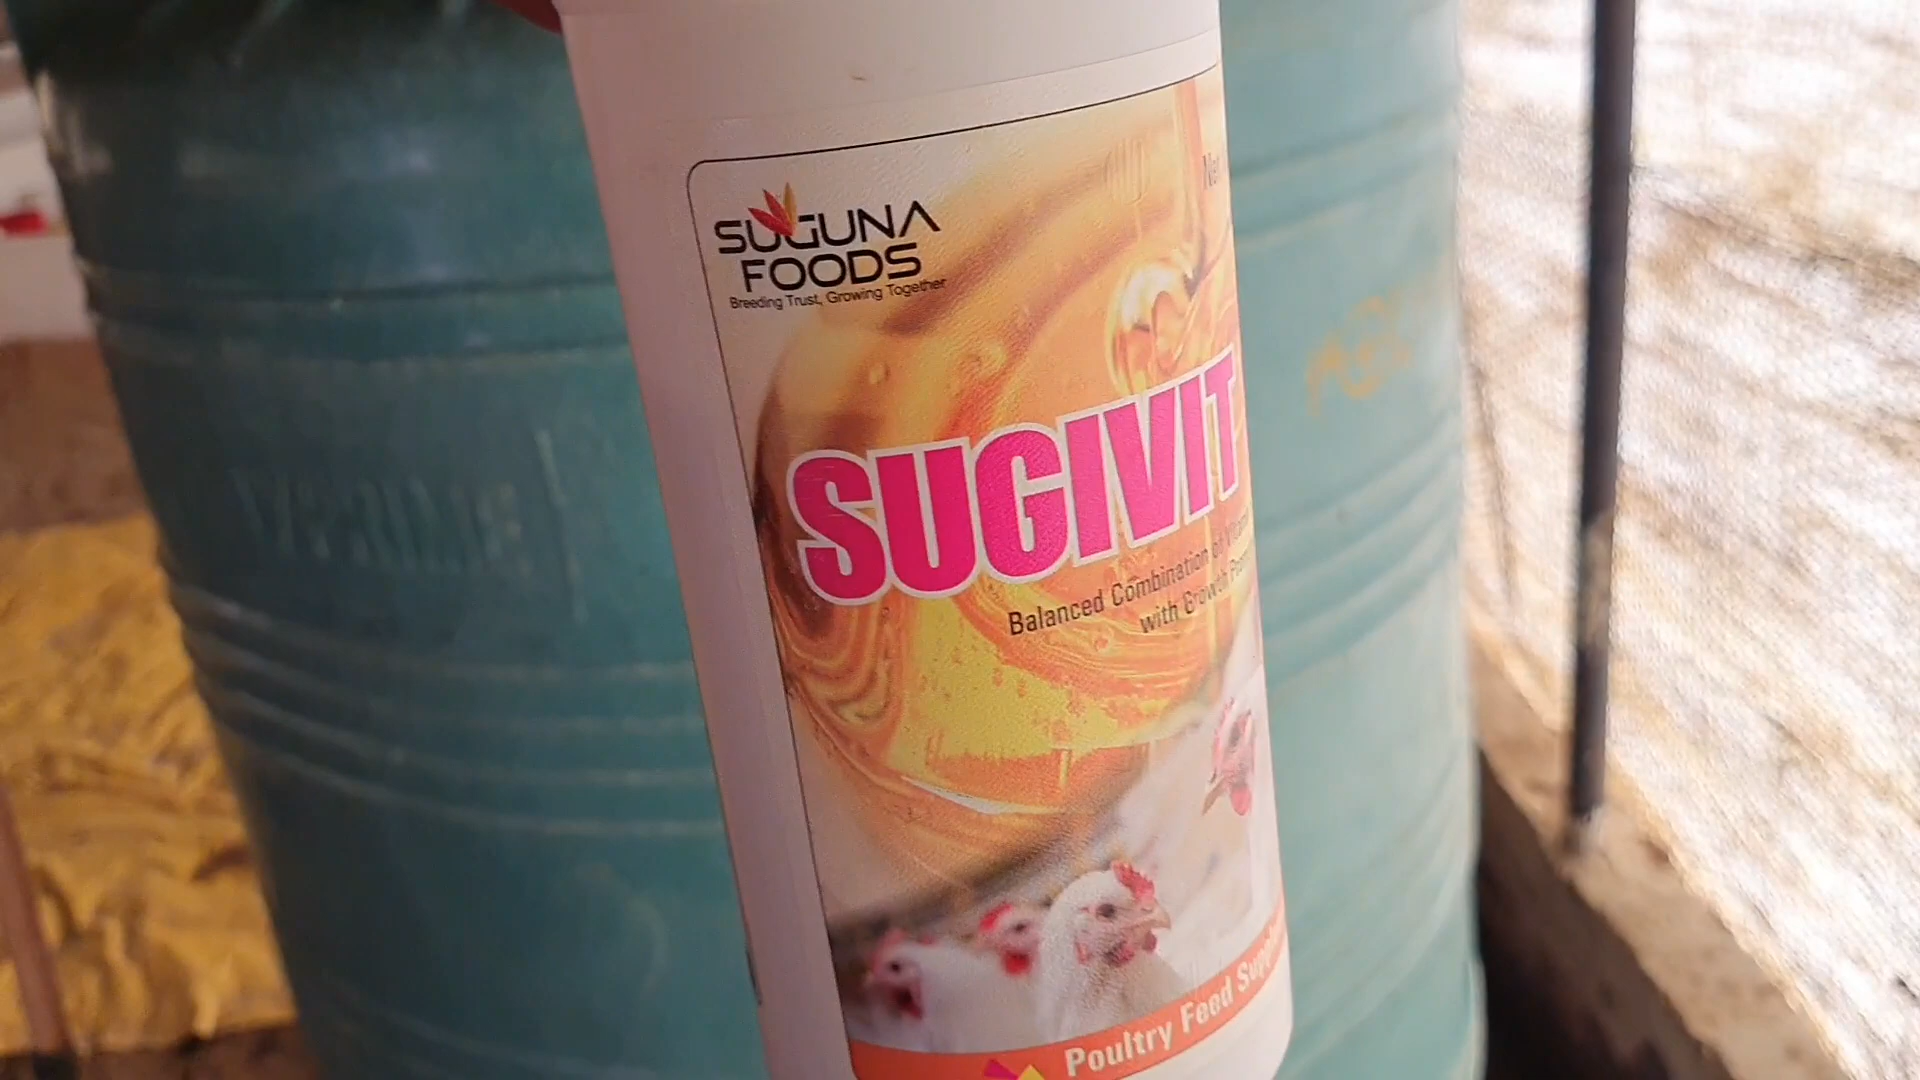 SUGUNA
FOODS
Breeding Trust, Growing Together
SUGIVIT
Balanced Combination of
with Growth
Poultry Feed